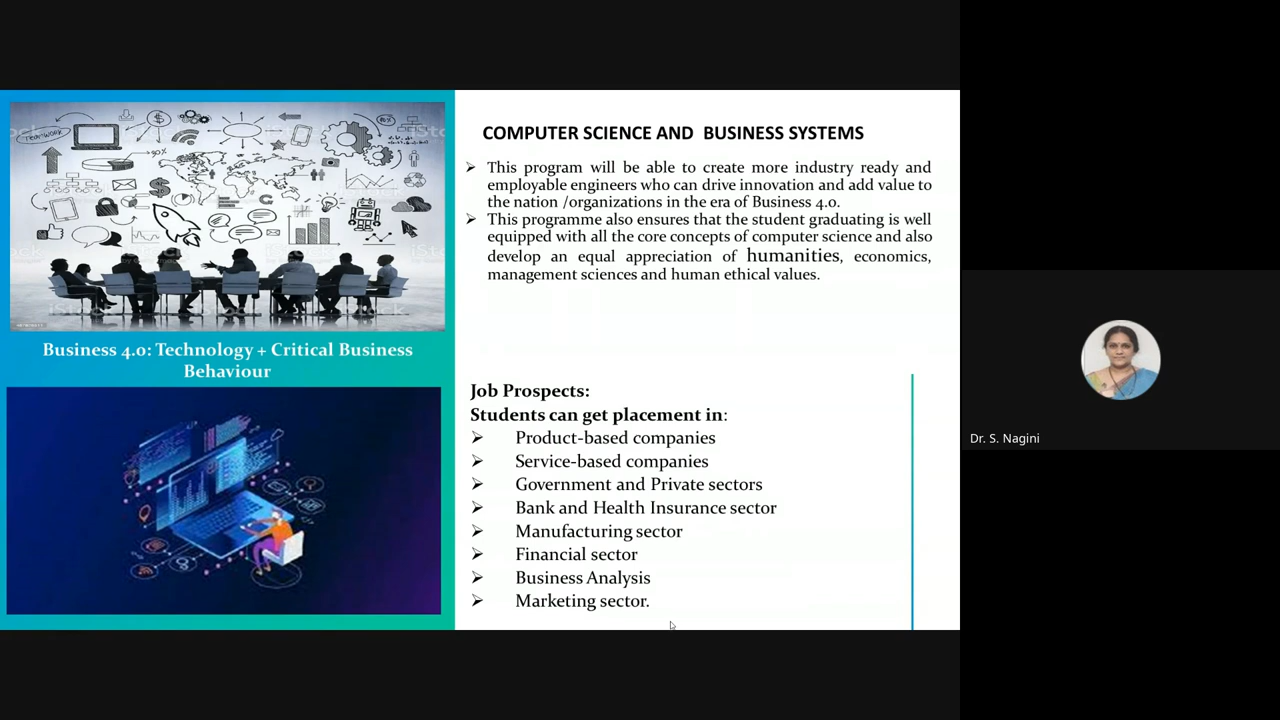 COMPUTER SCIENCE AND BUSINESS SYSTEMS
➢ This program will be able to create more industry ready and
employable engineers who can drive innovation and add value to
the nation /organizations in the era of Business 4.0.
➢ This programme also ensures that the student graduating is well
equipped with all the core concepts of computer science and also
develop an equal appreciation of humanities, economics,
management sciences and human ethical values.
Business 4.0: Technology + Critical Business
Behaviour
Job Prospects:
Students can get placement in:
➢ Product-based companies
➢ Service-based companies
➢ Government and Private sectors
➢ Bank and Health Insurance sector
➢ Manufacturing sector
➢ Financial sector
➢ Business Analysis
➢ Marketing sector.
Dr. S. Nagini